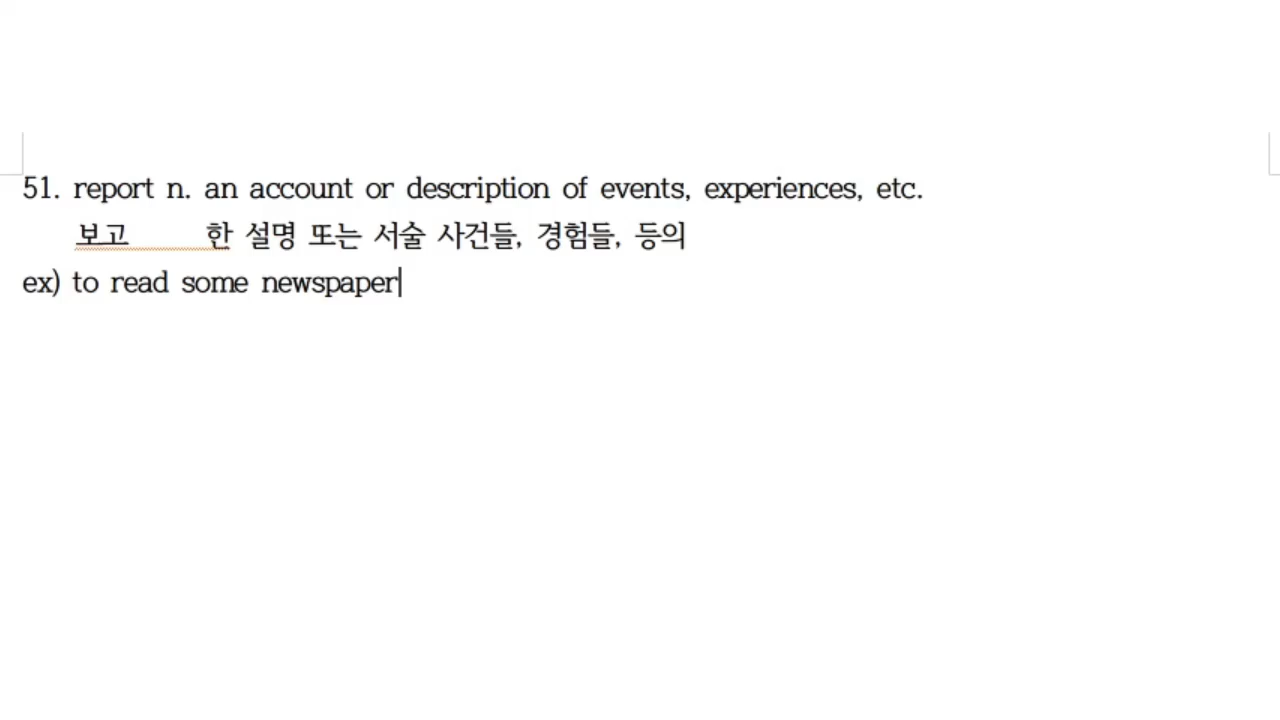 51. report n. an account or description of events, experiences, etc.
보고 한 설명 또는 서술 사건들, 경험들, 등의
ex) to read some newspaper